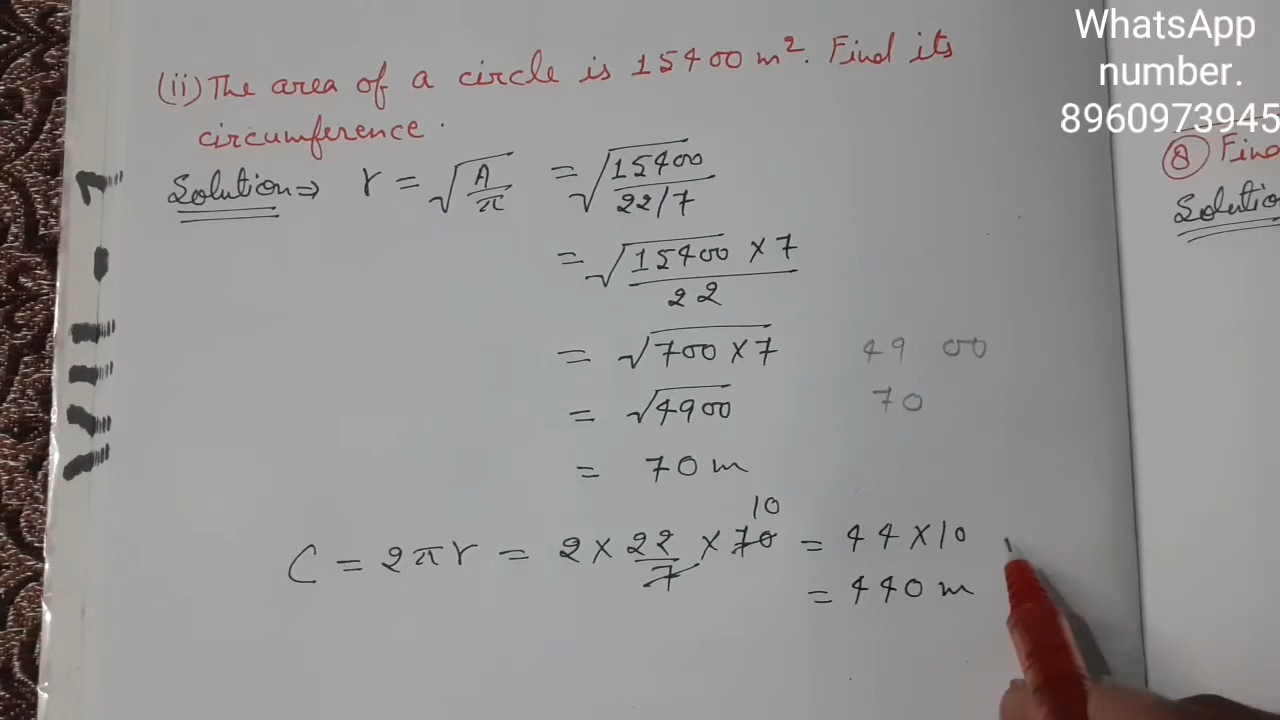 WhatsApp
number.
8960973945
(ii) The area of a circle is 15400 m². Find its
circumference.
Solution⇒ r = √(A/π) = √(15400/(22/7))
= √(15400 × 7/22)
= √(700 × 7) 49 00
= √4900 70
= 70 m
10
C = 2πr = 2 × 22/7 × 70 = 44 × 10
= 440 m
8 Find
Solutio